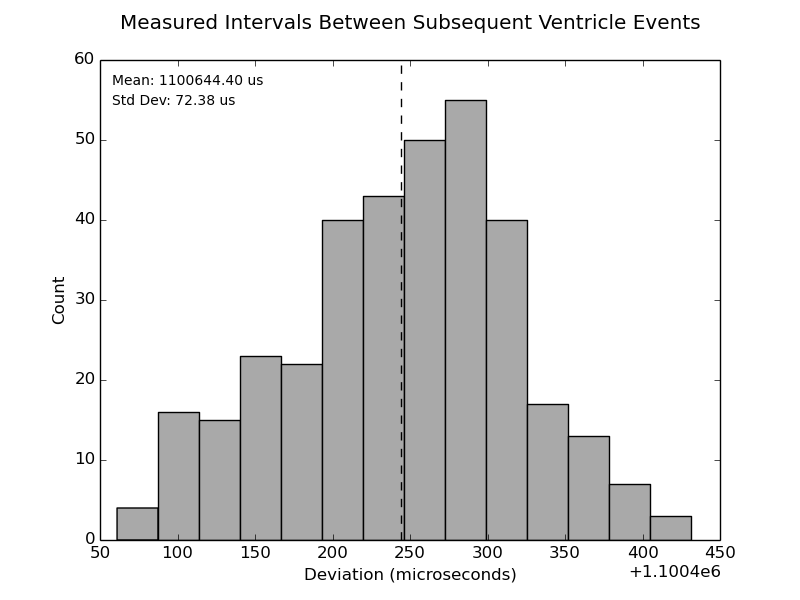 Measured Intervals Between Subsequent Ventricle Events
60
Mean: 1100644.40 us
Std Dev: 72.38 us
50
40
30
20
10
0
Count
50 100 150 200 250 300 350 400 450
+1.1004e6
Deviation (microseconds)